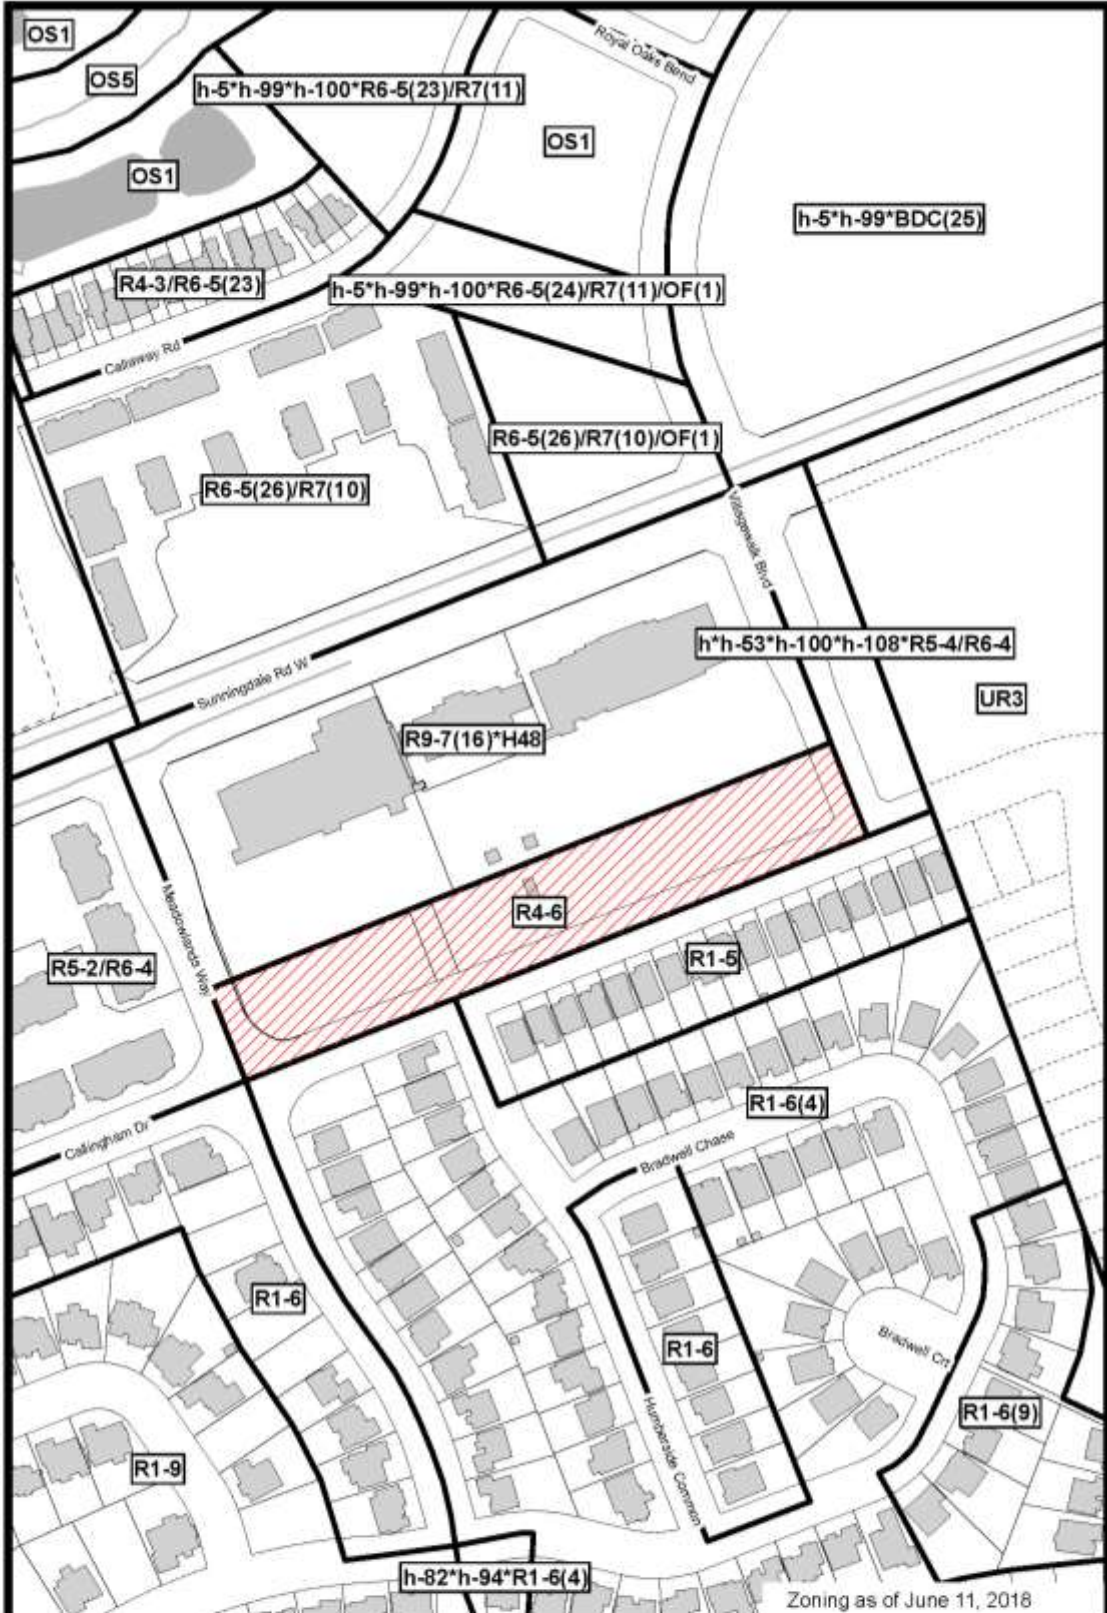 OS1
OS5
h-5*h-99*h-100*R6-5(23)/R7(11)
Royal Oaks Bend
OS1
OS1
h-5*h-99*BDC(25)
R4-3/R6-5(23)
h-5*h-99*h-100*R6-5(24)/R7(11)/OF(1)
Callaway Rd
R6-5(26)/R7(10)/OF(1)
R6-5(26)/R7(10)
Villagewalk Blvd
h*h-53*h-100*h-108*R5-4/R6-4
Sunningdale Rd W
UR3
R9-7(16)*H48
R4-6
Meadowlands Way
R5-2/R6-4
R1-5
R1-6(4)
Callingham Dr
Bradwell Chase
R1-6
R1-6
Bradwell Crt
Humberside Common
R1-6(9)
R1-9
h-82*h-94*R1-6(4)
Zoning as of June 11, 2018